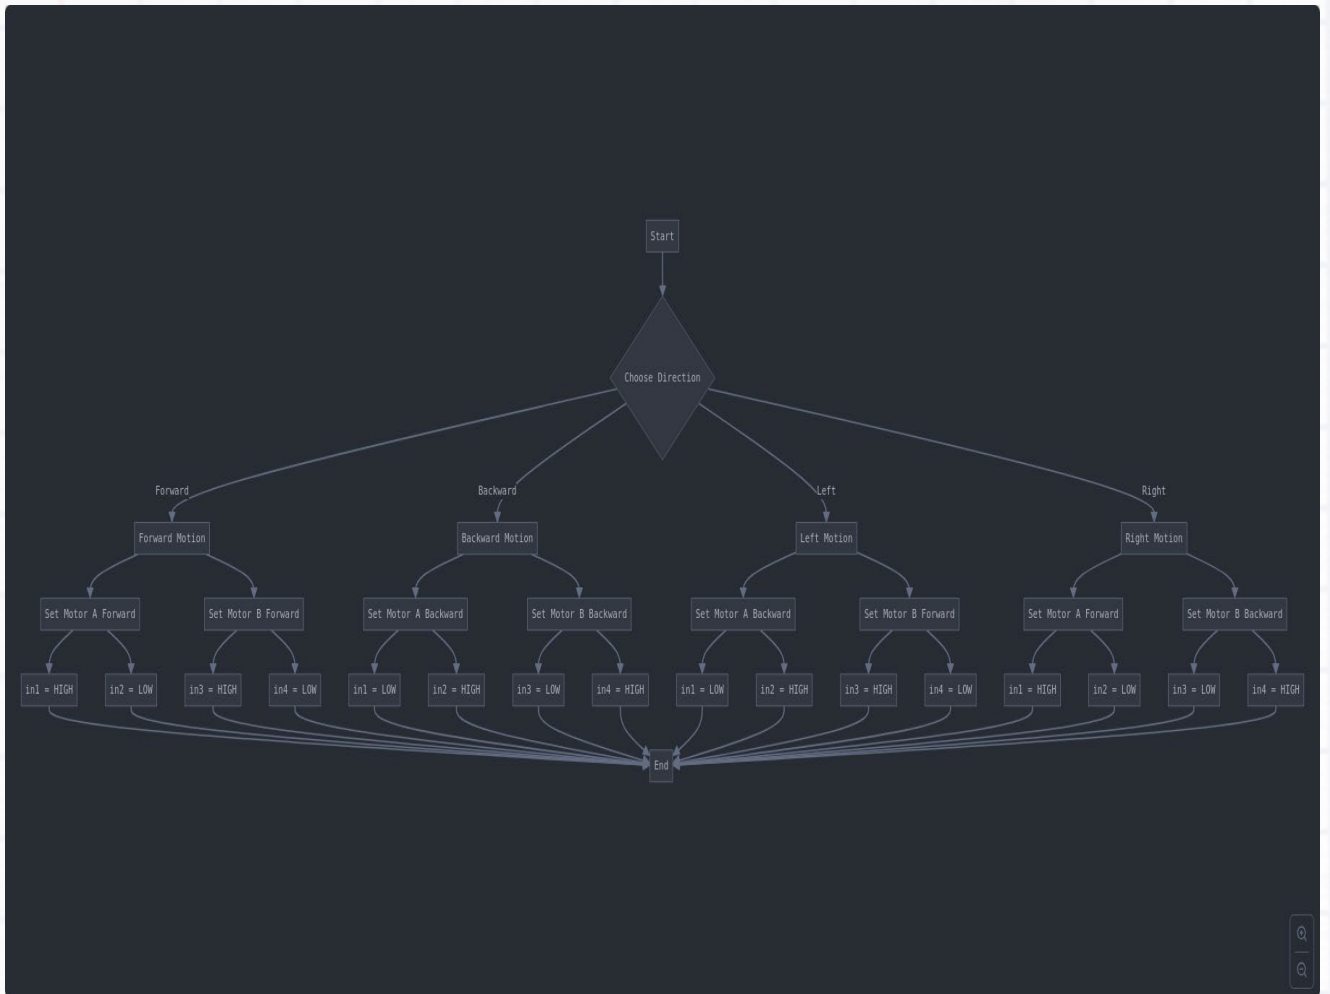 Start
Choose Direction
Forward
Backward
Left
Right
Forward Motion
Backward Motion
Left Motion
Right Motion
Set Motor A Forward
Set Motor B Forward
Set Motor A Backward
Set Motor B Backward
Set Motor A Backward
Set Motor B Forward
Set Motor A Forward
Set Motor B Backward
in1 = HIGH
in2 = LOW
in3 = HIGH
in4 = LOW
in1 = LOW
in2 = HIGH
in3 = LOW
in4 = HIGH
in1 = LOW
in2 = HIGH
in3 = HIGH
in4 = LOW
in1 = HIGH
in2 = LOW
in3 = LOW
in4 = HIGH
End